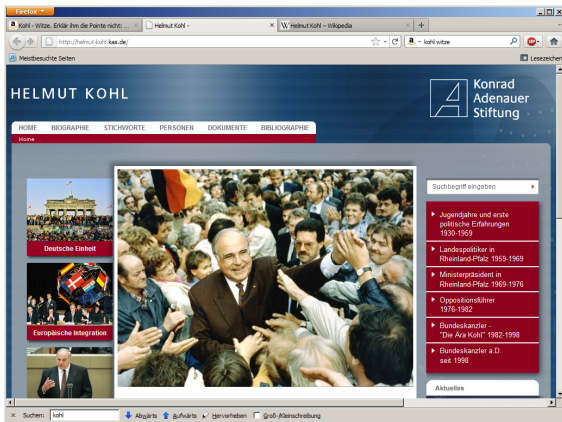 Firefox
Kohl - Witze. Erklär ihm die Pointe nicht: ...
Helmut Kohl -
Helmut Kohl – Wikipedia
http://helmut-kohl.kas.de/
kohl witze
Meistbesuchte Seiten
Lesezeichen
HELMUT KOHL
Konrad
Adenauer
Stiftung
HOME BIOGRAPHIE STICHWORTE PERSONEN DOKUMENTE BIBLIOGRAPHIE
Home
Suchbegriff eingeben
Deutsche Einheit
Europäische Integration
Jugendjahre und erste
politische Erfahrungen
1930-1959
Landespolitiker in
Rheinland-Pfalz 1959-1969
Ministerpräsident in
Rheinland-Pfalz 1969-1976
Oppositionsführer
1976-1982
Bundeskanzler -
"Die Ära Kohl" 1982-1998
Bundeskanzler a.D.
seit 1998
Aktuelles
Suchen: kohl Abwärts Aufwärts Hervorheben Groß-/Kleinschreibung